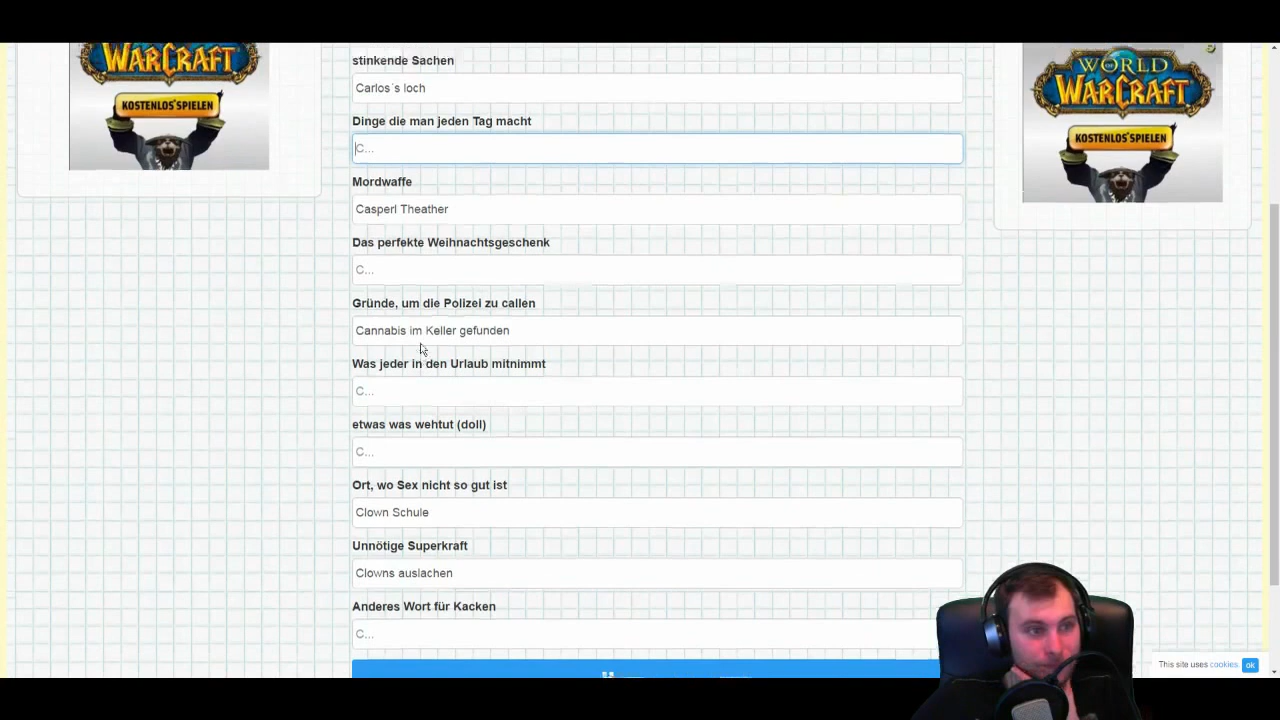 WARCRAFT
KOSTENLOS SPIELEN
WORLD
OF
WARCRAFT
KOSTENLOS SPIELEN
stinkende Sachen
Carlos´s loch
Dinge die man jeden Tag macht
C...
Mordwaffe
Casperl Theather
Das perfekte Weihnachtsgeschenk
C...
Gründe, um die Polizei zu callen
Cannabis im Keller gefunden
Was jeder in den Urlaub mitnimmt
C...
etwas was wehtut (doll)
C...
Ort, wo Sex nicht so gut ist
Clown Schule
Unnötige Superkraft
Clowns auslachen
Anderes Wort für Kacken
C...
This site uses cookies ok